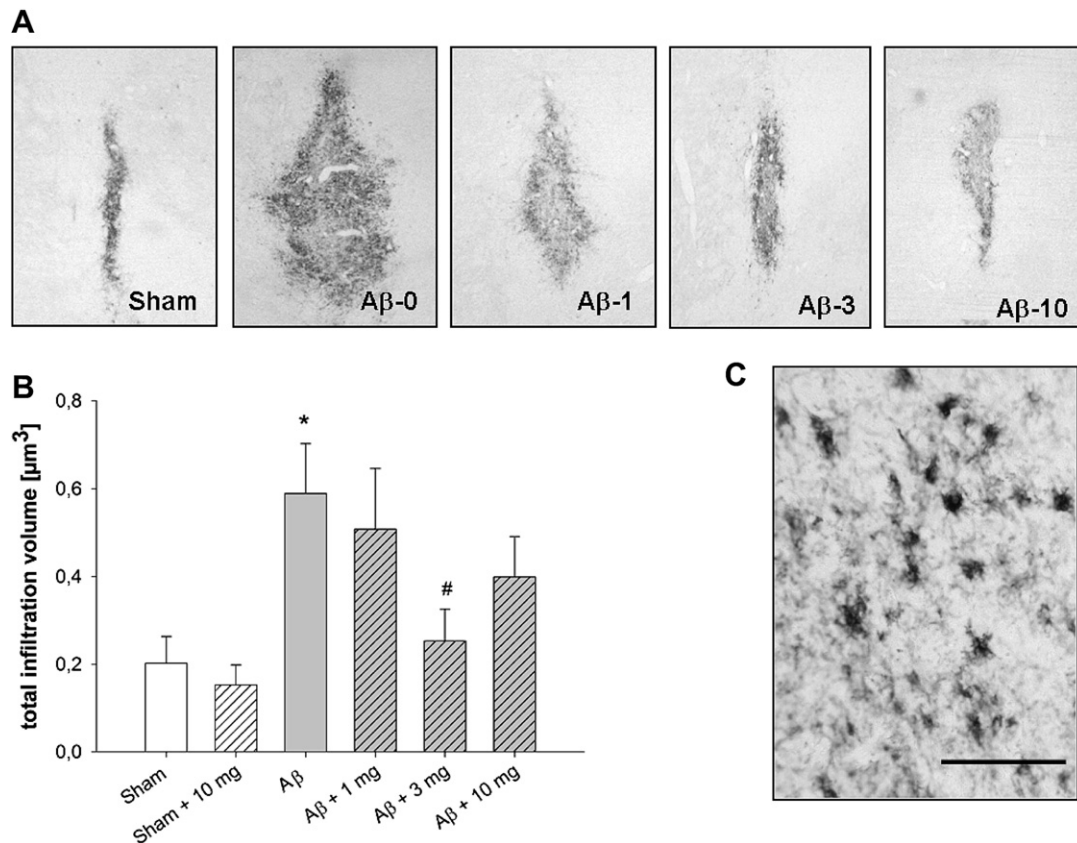 A
Sham
Aβ-0
Aβ-1
Aβ-3
Aβ-10
B
total infiltration volume [µm³]
0,8
0,6
0,4
0,2
0,0
*
#
Sham
Sham + 10 mg
Aβ
Aβ + 1 mg
Aβ + 3 mg
Aβ + 10 mg
C